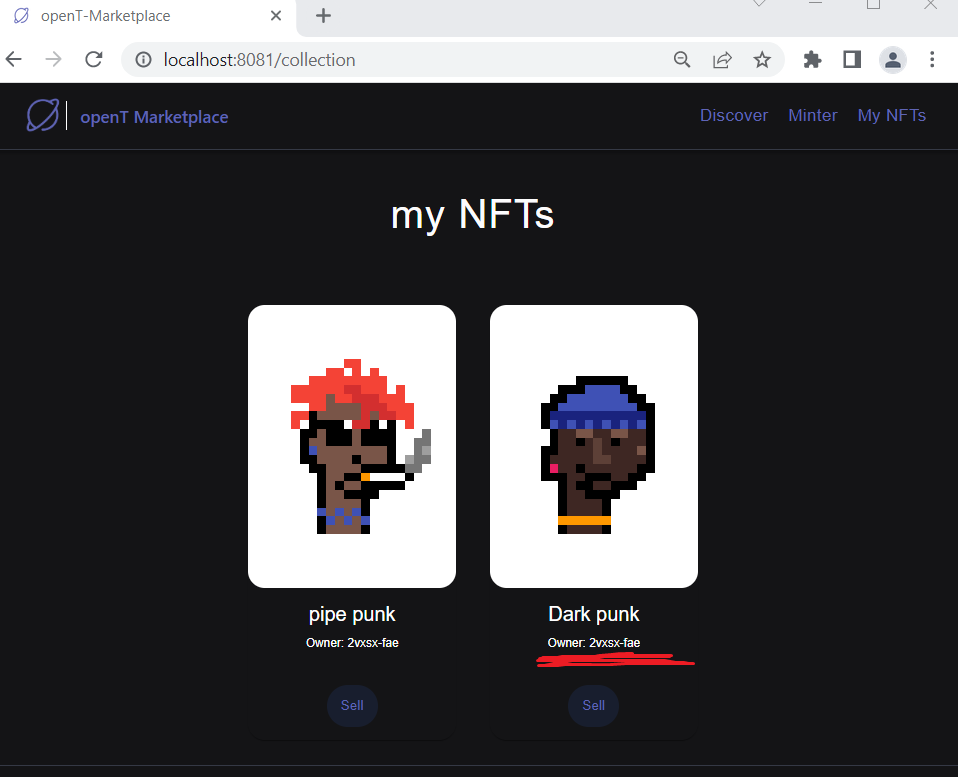 openT-Marketplace
localhost:8081/collection
openT Marketplace
Discover Minter My NFTs
my NFTs
pipe punk
Owner: 2vxsx-fae
Sell
Dark punk
Owner: 2vxsx-fae
Sell